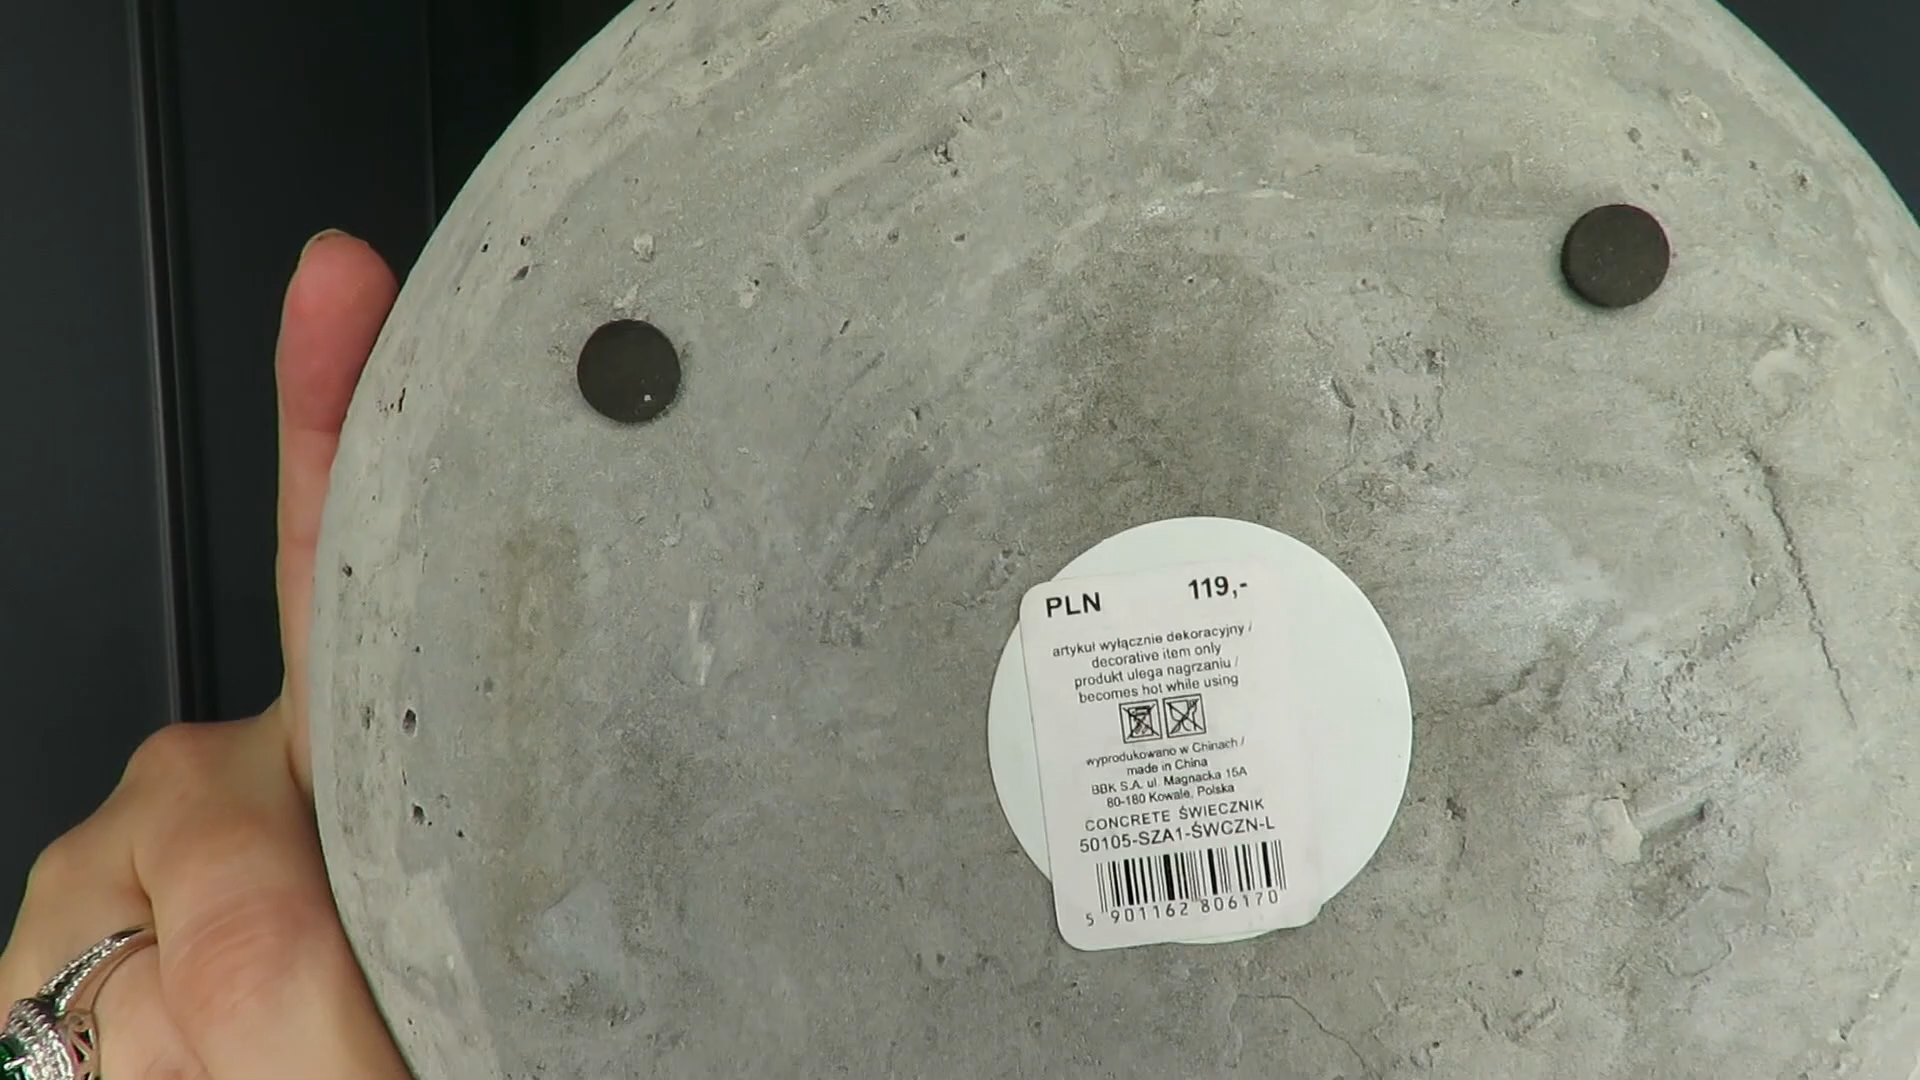 PLN 119,-
artykuł wyłącznie dekoracyjny /
decorative item only
produkt ulega nagrzaniu /
becomes hot while using
wyprodukowano w Chinach /
made in China
BBK S.A. ul. Magnacka 15A
80-180 Kowale, Polska
CONCRETE ŚWIECZNIK
50105-SZA1-ŚWCZN-L
5 901162 806170